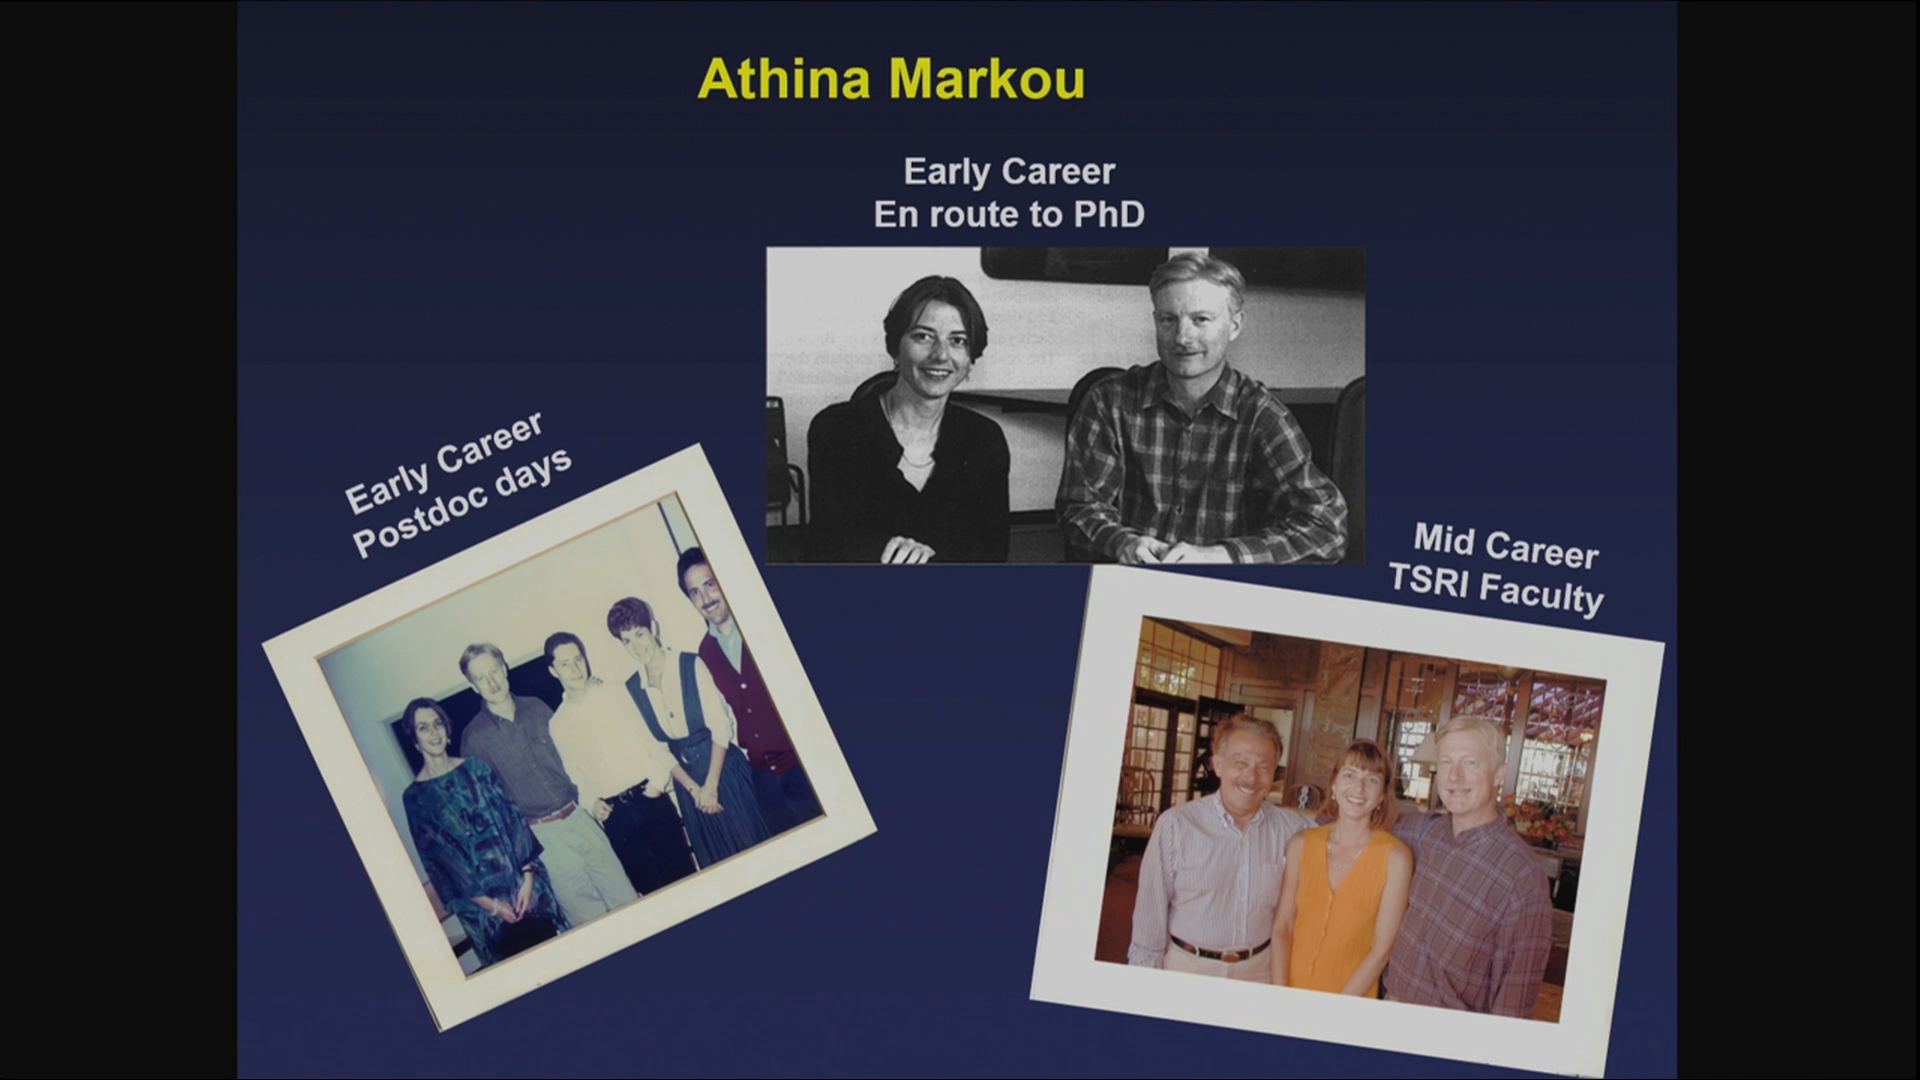 Athina Markou
Early Career
En route to PhD
Early Career
Postdoc days
Mid Career
TSRI Faculty